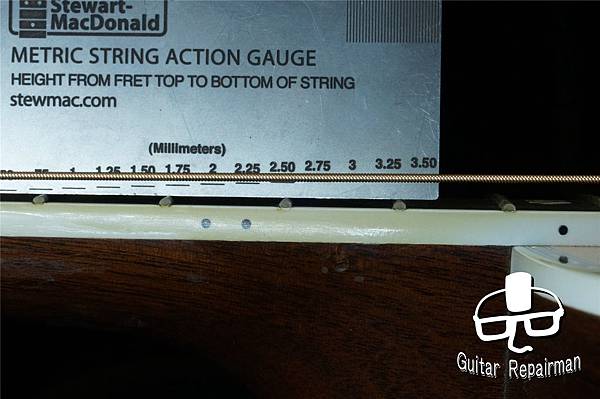 Stewart-
MacDonald
METRIC STRING ACTION GAUGE
HEIGHT FROM FRET TOP TO BOTTOM OF STRING
stewmac.com
(Millimeters)
1 1.25 1.50 1.75 2 2.25 2.50 2.75 3 3.25 3.50
Guitar Repairman